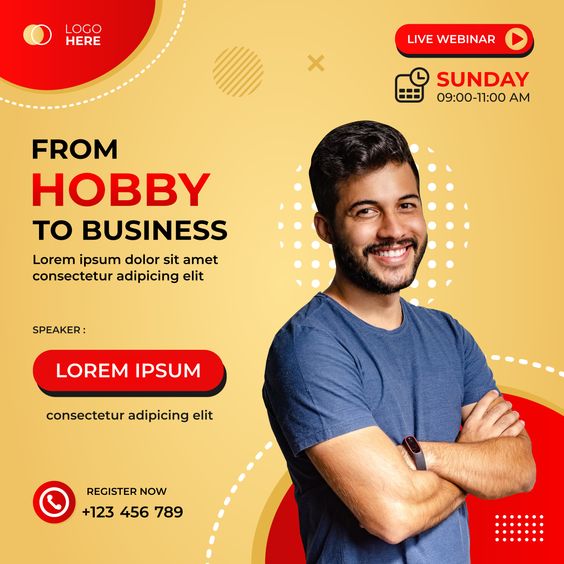 LOGO
HERE
LIVE WEBINAR
SUNDAY
09:00-11:00 AM
FROM
HOBBY
TO BUSINESS
Lorem ipsum dolor sit amet
consectetur adipicing elit
SPEAKER :
LOREM IPSUM
consectetur adipicing elit
REGISTER NOW
+123 456 789